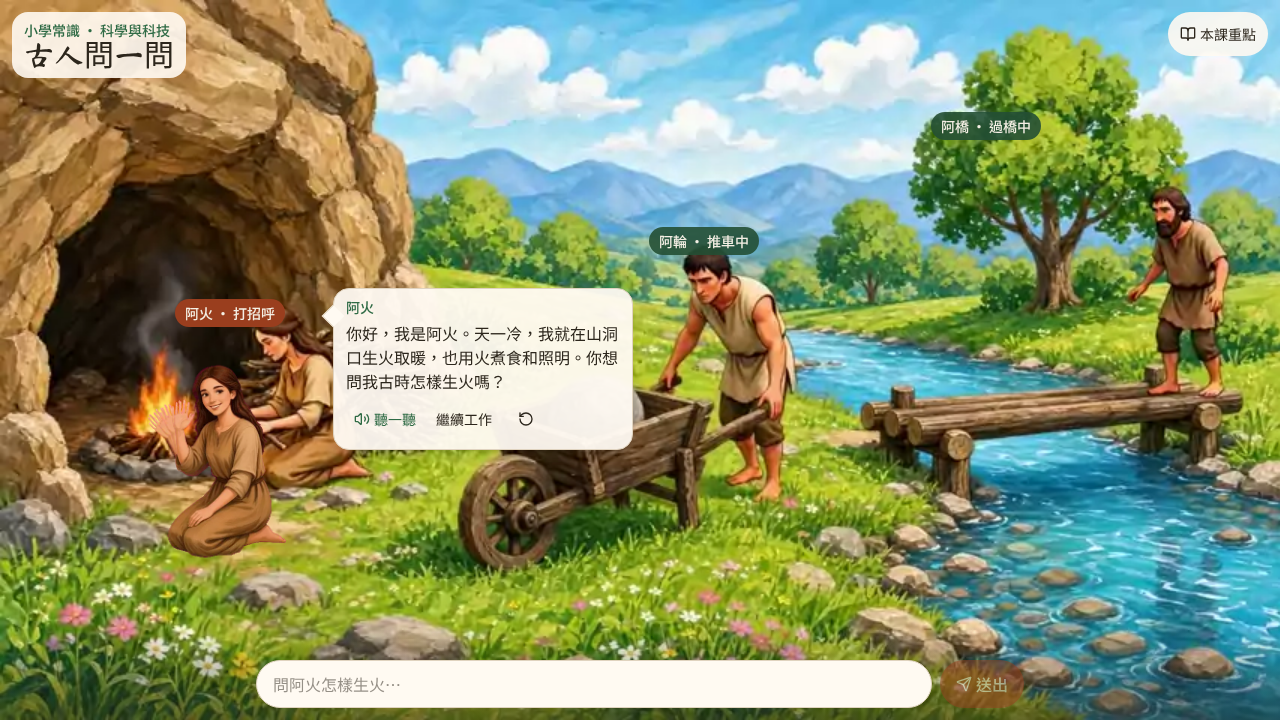 小學常識 · 科學與科技
古人問一問
本課重點
阿橋 · 過橋中
阿輪 · 推車中
阿火 · 打招呼
阿火
你好，我是阿火。天一冷，我就在山洞
口生火取暖，也用火煮食和照明。你想
問我古時怎樣生火嗎？
聽一聽 繼續工作
問阿火怎樣生火…
送出